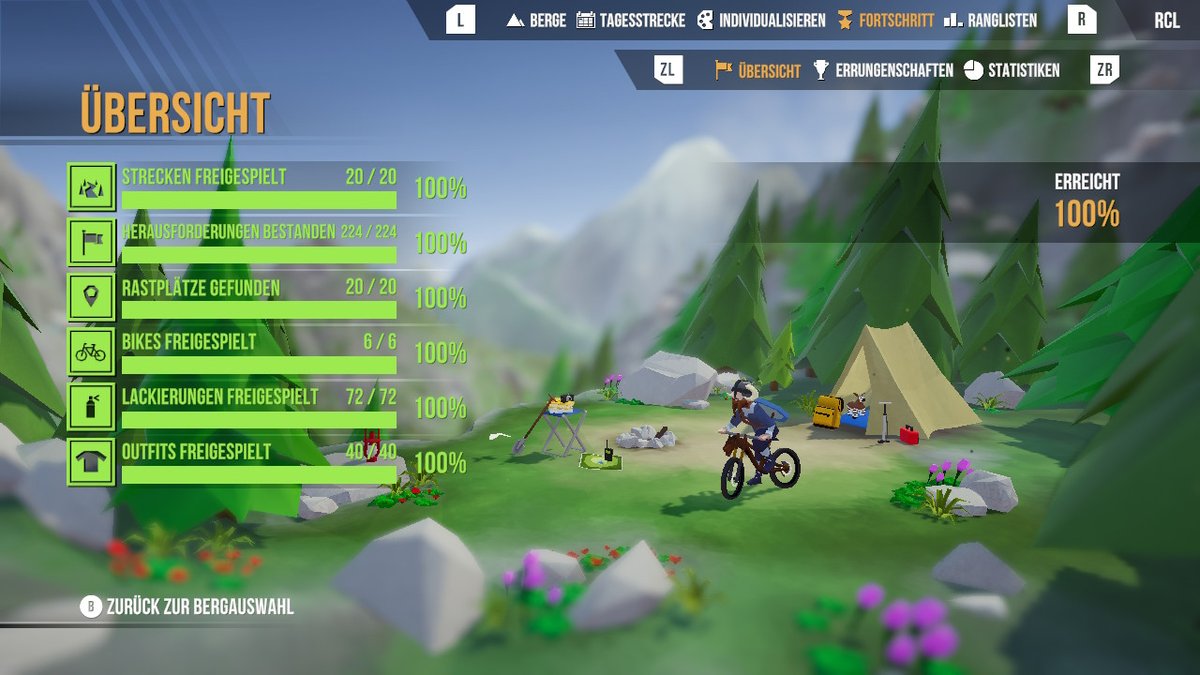 L BERGE TAGESSTRECKE INDIVIDUALISIEREN FORTSCHRITT RANGLISTEN R RCL
ZL ÜBERSICHT ERRUNGENSCHAFTEN STATISTIKEN ZR
ÜBERSICHT
STRECKEN FREIGESPIELT 20 / 20 100%
HERAUSFORDERUNGEN BESTANDEN 224 / 224 100%
RASTPLÄTZE GEFUNDEN 20 / 20 100%
BIKES FREIGESPIELT 6 / 6 100%
LACKIERUNGEN FREIGESPIELT 72 / 72 100%
OUTFITS FREIGESPIELT 40 / 40 100%
ERREICHT
100%
B ZURÜCK ZUR BERGAUSWAHL